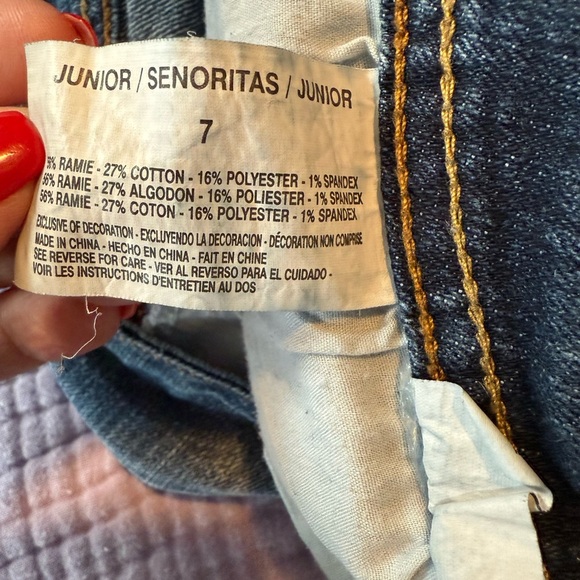 JUNIOR / SENORITAS / JUNIOR
7
56% RAMIE - 27% COTTON - 16% POLYESTER - 1% SPANDEX
56% RAMIE - 27% ALGODON - 16% POLIESTER - 1% SPANDEX
56% RAMIE - 27% COTON - 16% POLYESTER - 1% SPANDEX
EXCLUSIVE OF DECORATION - EXCLUYENDO LA DECORACION - DÉCORATION NON COMPRISE
MADE IN CHINA - HECHO EN CHINA - FAIT EN CHINE
SEE REVERSE FOR CARE - VER AL REVERSO PARA EL CUIDADO -
VOIR LES INSTRUCTIONS D'ENTRETIEN AU DOS